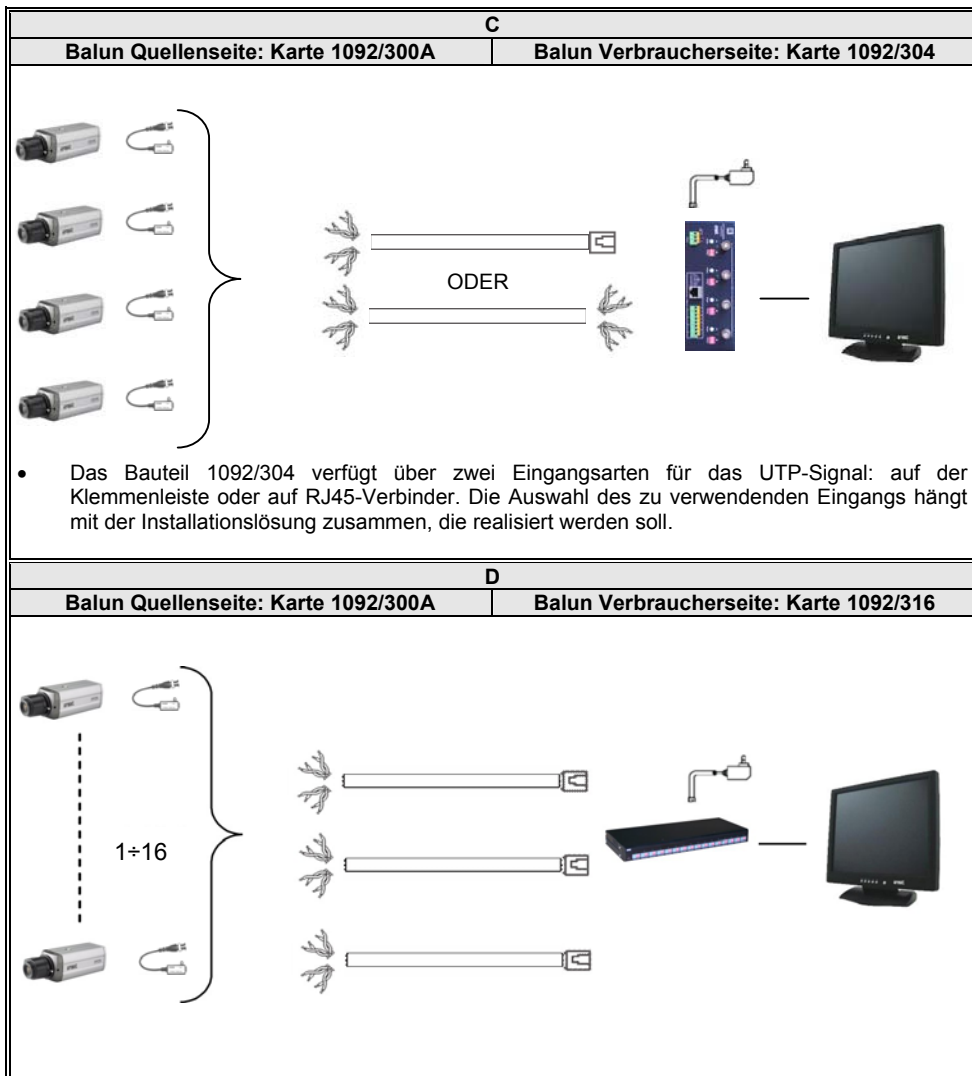 C
Balun Quellenseite: Karte 1092/300A Balun Verbraucherseite: Karte 1092/304
ODER
• Das Bauteil 1092/304 verfügt über zwei Eingangsarten für das UTP-Signal: auf der
Klemmenleiste oder auf RJ45-Verbinder. Die Auswahl des zu verwendenden Eingangs hängt
mit der Installationslösung zusammen, die realisiert werden soll.
D
Balun Quellenseite: Karte 1092/300A Balun Verbraucherseite: Karte 1092/316
1÷16